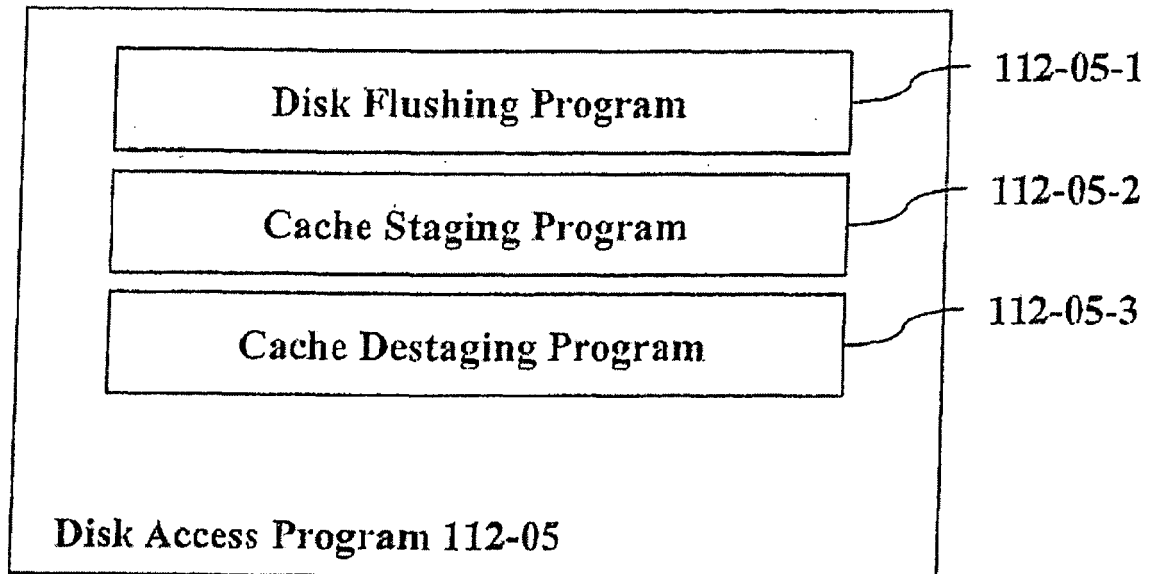 Disk Flushing Program
112-05-1
Cache Staging Program
112-05-2
Cache Destaging Program
112-05-3
Disk Access Program 112-05